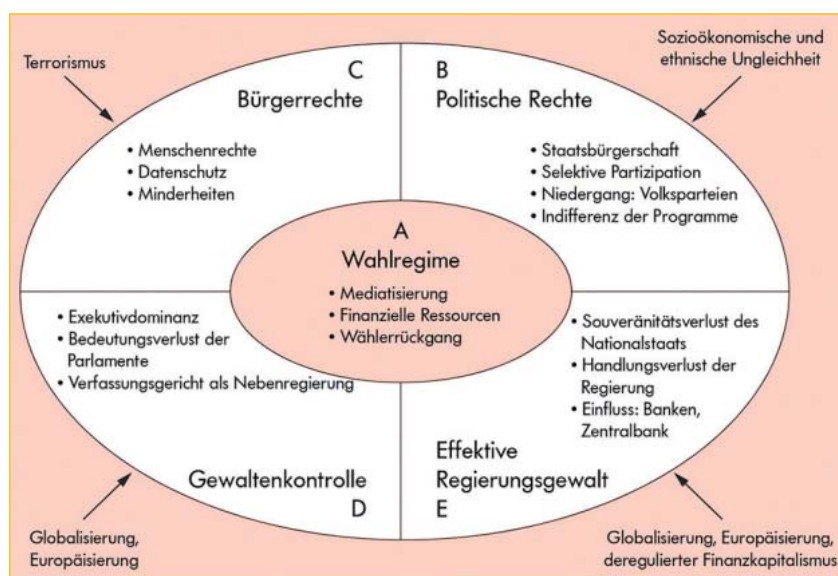 Terrorismus
Sozioökonomische und
ethnische Ungleichheit
C
Bürgerrechte
• Menschenrechte
• Datenschutz
• Minderheiten
B
Politische Rechte
• Staatsbürgerschaft
• Selektive Partizipation
• Niedergang: Volksparteien
• Indifferenz der Programme
A
Wahlregime
• Mediatisierung
• Finanzielle Ressourcen
• Wählerrückgang
• Exekutivdominanz
• Bedeutungsverlust der
Parlamente
• Verfassungsgericht als Nebenregierung
Gewaltenkontrolle
D
• Souveränitätsverlust des
Nationalstaats
• Handlungsverlust der
Regierung
• Einfluss: Banken,
Zentralbank
Effektive
Regierungsgewalt
E
Globalisierung,
Europäisierung
Globalisierung, Europäisierung,
deregulierter Finanzkapitalismus